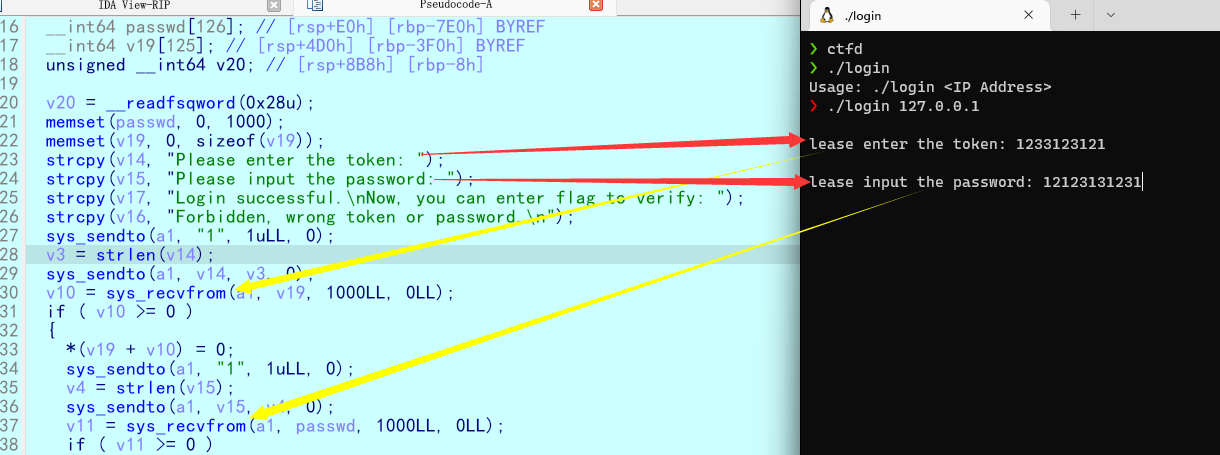 IDA View-RIP
Pseudocode-A
16 __int64 passwd[126]; // [rsp+E0h] [rbp-7E0h] BYREF
17 __int64 v19[125]; // [rsp+4D0h] [rbp-3F0h] BYREF
18 unsigned __int64 v20; // [rsp+8B8h] [rbp-8h]
19
20 v20 = __readfsqword(0x28u);
21 memset(passwd, 0, 1000);
22 memset(v19, 0, sizeof(v19));
23 strcpy(v14, "Please enter the token: ");
24 strcpy(v15, "Please input the password: ");
25 strcpy(v17, "Login successful.\nNow, you can enter flag to verify: ");
26 strcpy(v16, "Forbidden, wrong token or password.\n");
27 sys_sendto(a1, "1", 1uLL, 0);
28 v3 = strlen(v14);
29 sys_sendto(a1, v14, v3, 0);
30 v10 = sys_recvfrom(a1, v19, 1000LL, 0LL);
31 if ( v10 >= 0 )
32 {
33 *(v19 + v10) = 0;
34 sys_sendto(a1, "1", 1uLL, 0);
35 v4 = strlen(v15);
36 sys_sendto(a1, v15, v4, 0);
37 v11 = sys_recvfrom(a1, passwd, 1000LL, 0LL);
38 if ( v11 >= 0 )
./login
❯ ctfd
❯ ./login
Usage: ./login <IP Address>
❯ ./login 127.0.0.1
lease enter the token: 1233123121
lease input the password: 12123131231